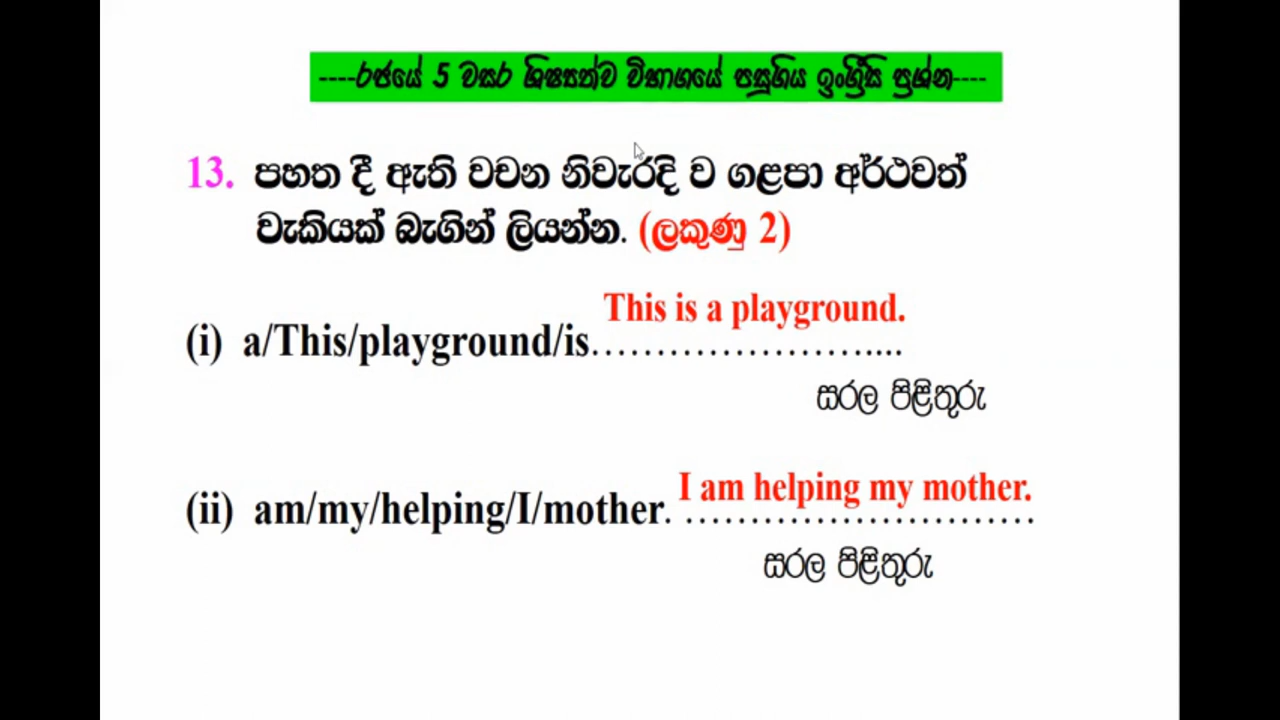 ----රජයේ 5 වසර ශිෂ්‍යත්ව විභාගයේ පසුගිය ඉංග්‍රීසි ප්‍රශ්න----
13. පහත දී ඇති වචන නිවැරදි ව ගළපා අර්ථවත්
වැකියක් බැගින් ලියන්න. (ලකුණු 2)
This is a playground.
(i) a/This/playground/is.........................
සරල පිළිතුරු
I am helping my mother.
(ii) am/my/helping/I/mother. ...........................
සරල පිළිතුරු